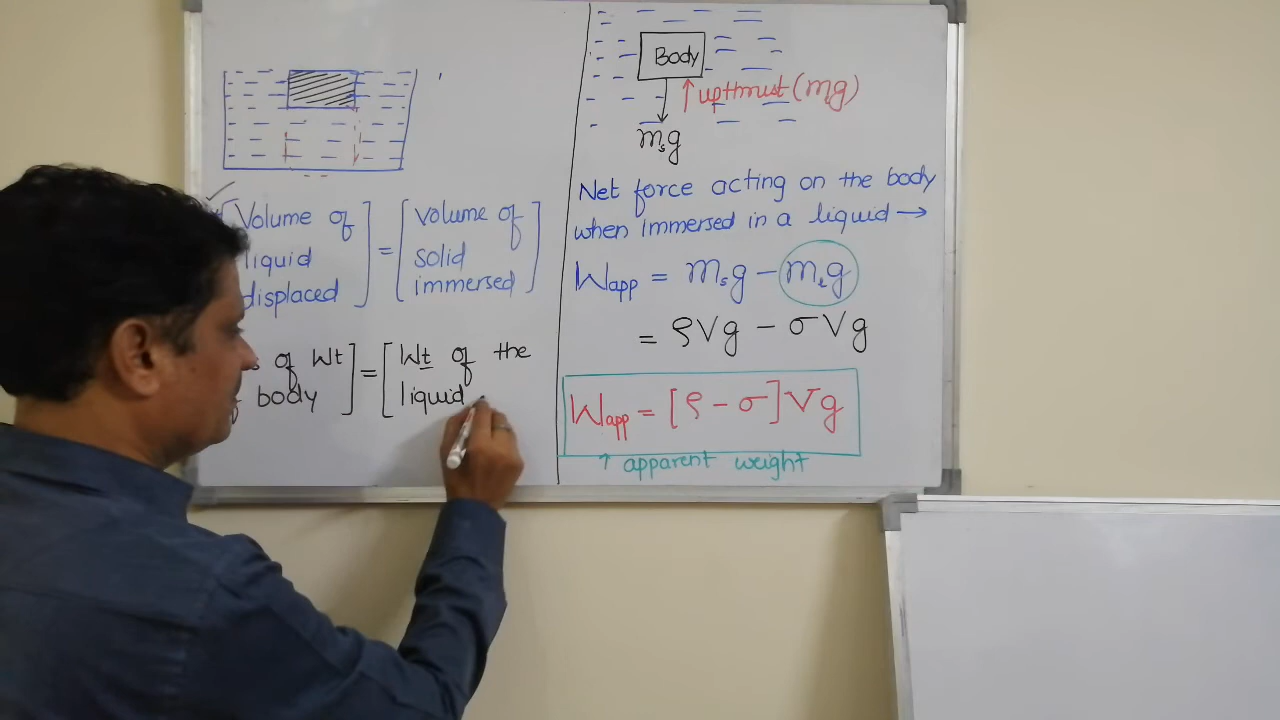 Volume of
liquid
displaced
=
volume of
solid
immersed
of Wt
body
=
Wt of the
liquid
Body
upthrust (mg)
mₛg
Net force acting on the body
when immersed in a liquid →
Wapp = mₛg - mₗg
= ρVg - σVg
Wapp = [ρ - σ]Vg
↑ apparent weight